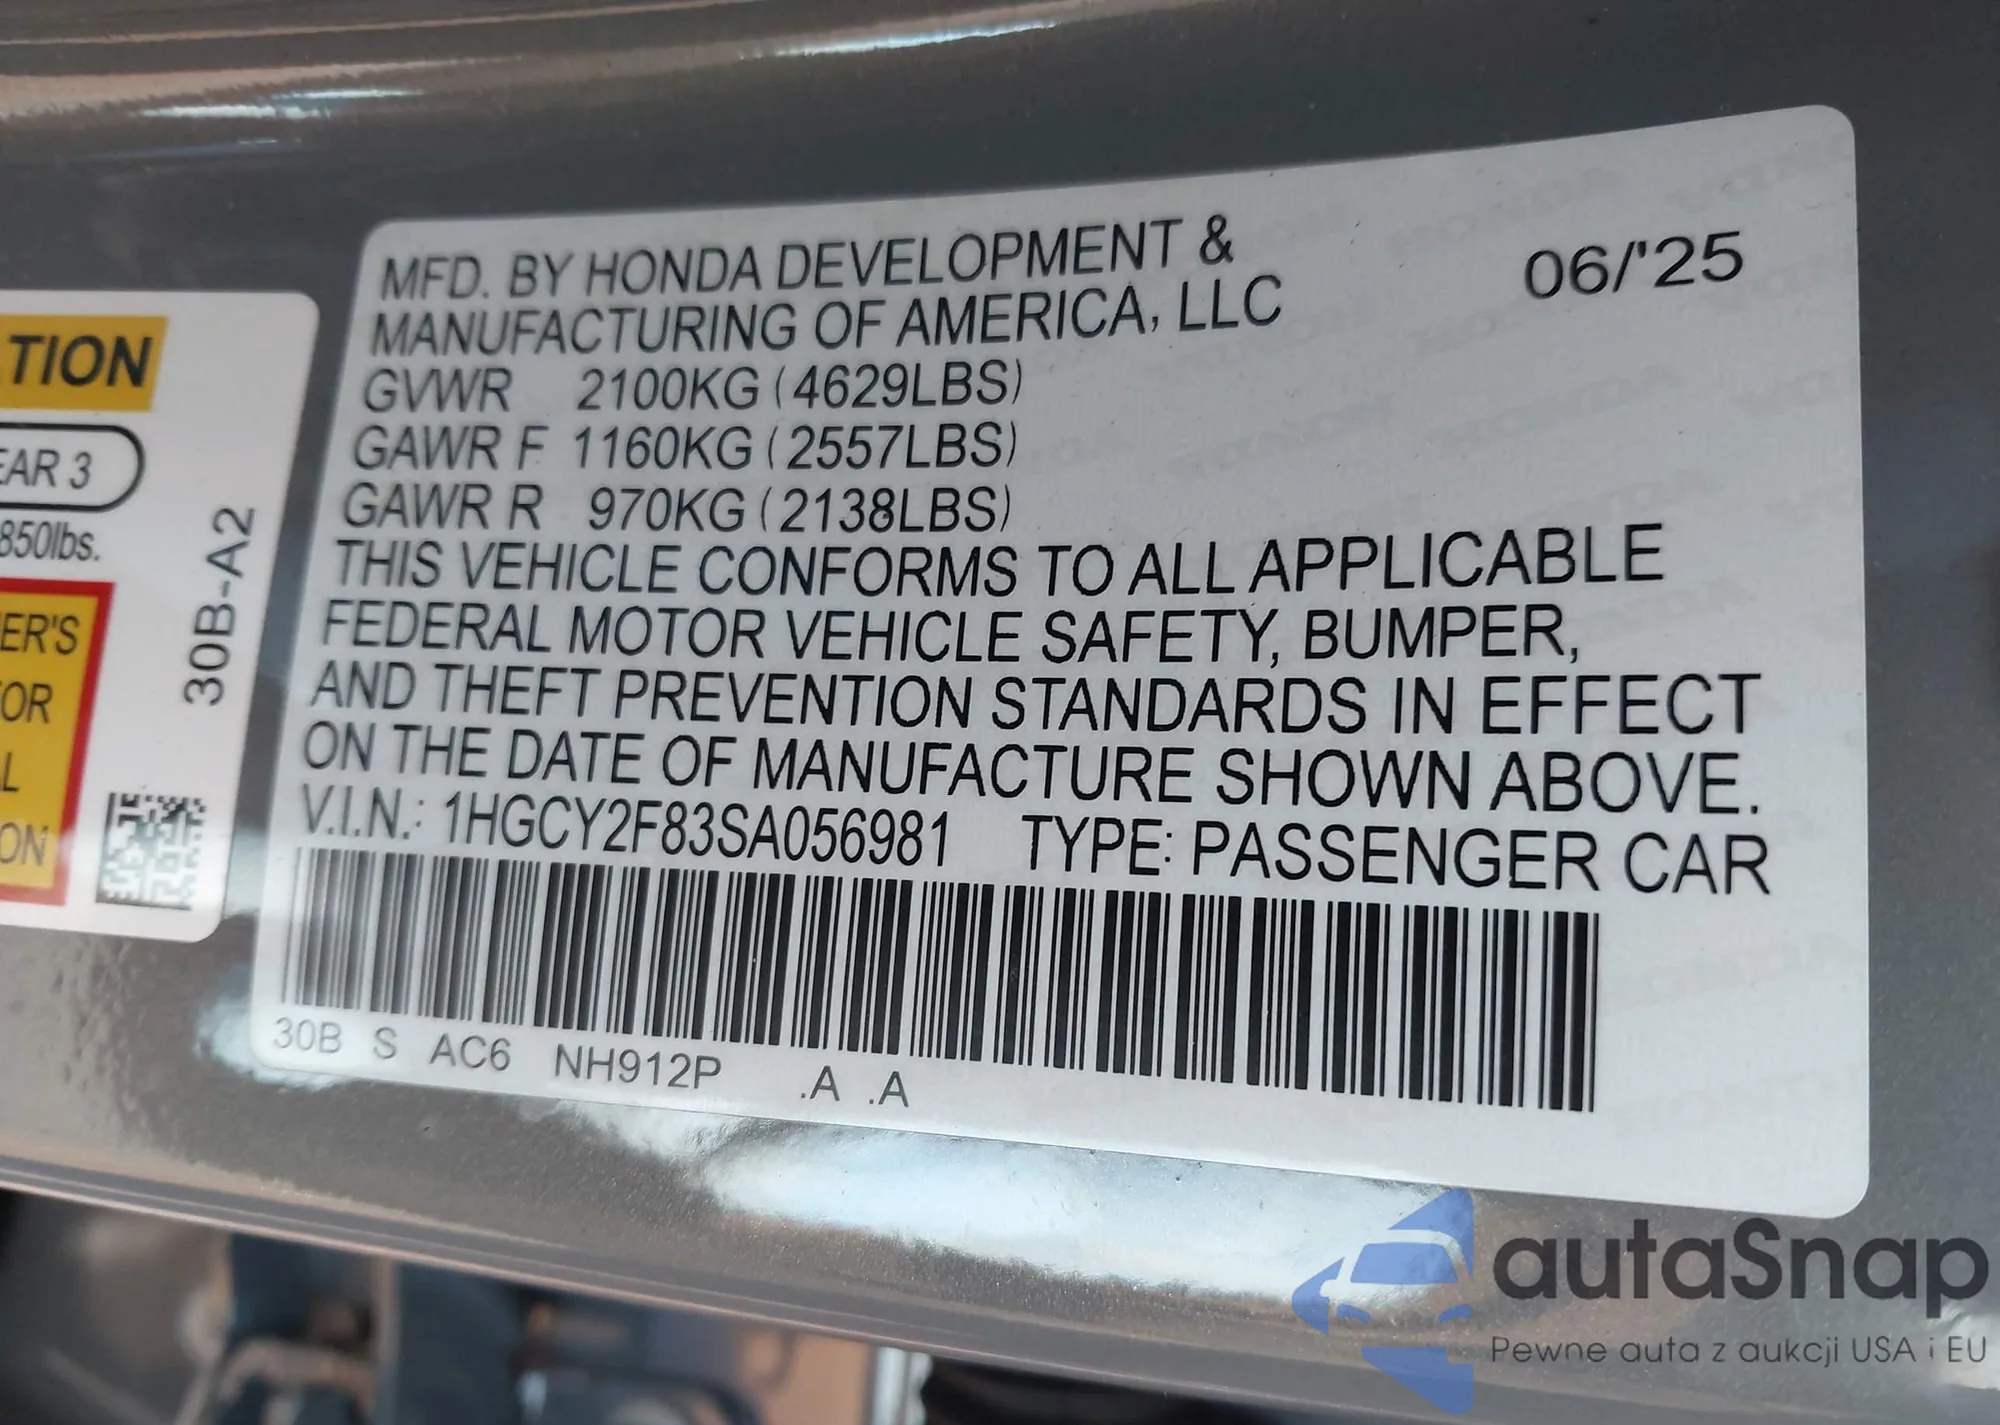 MFD. BY HONDA DEVELOPMENT &
MANUFACTURING OF AMERICA, LLC
06/'25
GVWR 2100KG (4629LBS)
GAWR F 1160KG (2557LBS)
GAWR R 970KG (2138LBS)
THIS VEHICLE CONFORMS TO ALL APPLICABLE
FEDERAL MOTOR VEHICLE SAFETY, BUMPER,
AND THEFT PREVENTION STANDARDS IN EFFECT
ON THE DATE OF MANUFACTURE SHOWN ABOVE.
V.I.N.: 1HGCY2F83SA056981 TYPE: PASSENGER CAR
30B S AC6 NH912P .A .A
TION
EAR 3
850lbs.
ER'S
OR
L
ON
30B-A2
autaSnap
Pewne auta z aukcji USA i EU